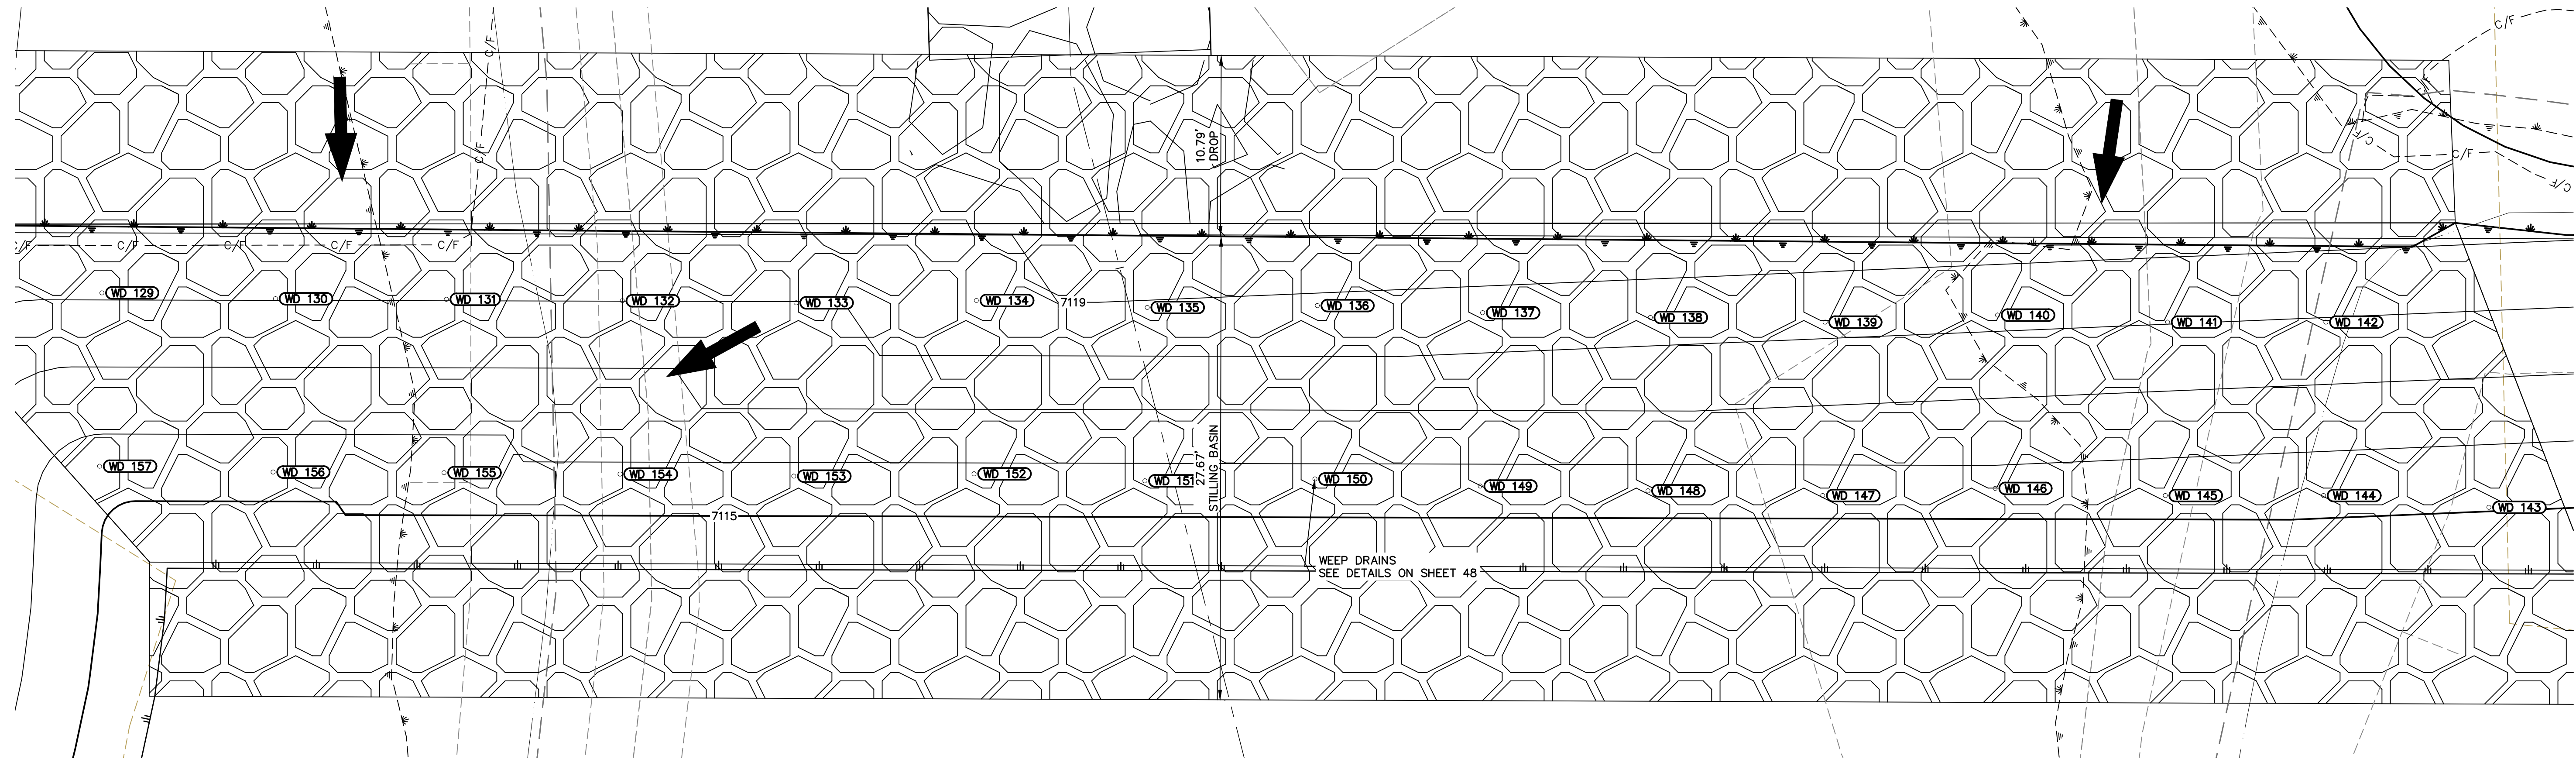 C/F
C/F
C/F
C/F
C/F
C/F
C/F
10.79'
DROP
C/F
C/F
C/F
C/F
C/F
WD 129
WD 130
WD 131
WD 132
WD 133
WD 134
7119
WD 135
WD 136
WD 137
WD 138
WD 139
WD 140
WD 141
WD 142
WD 157
WD 156
WD 155
WD 154
WD 153
WD 152
WD 151
27.67'
STILLING BASIN
WD 150
WD 149
WD 148
WD 147
WD 146
WD 145
WD 144
WD 143
7115
WEEP DRAINS
SEE DETAILS ON SHEET 48